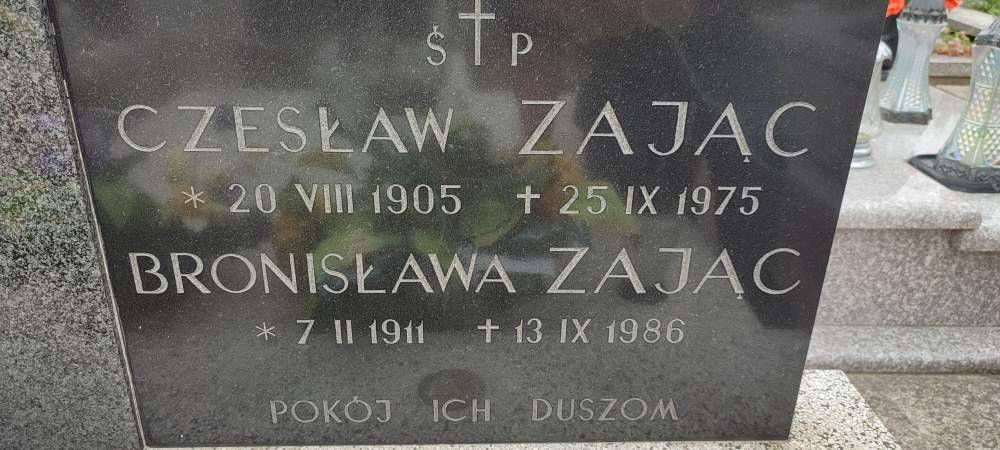 Ś † P
CZESŁAW ZAJĄC
* 20 VIII 1905 † 25 IX 1975
BRONISŁAWA ZAJĄC
* 7 II 1911 † 13 IX 1986
POKÓJ ICH DUSZOM